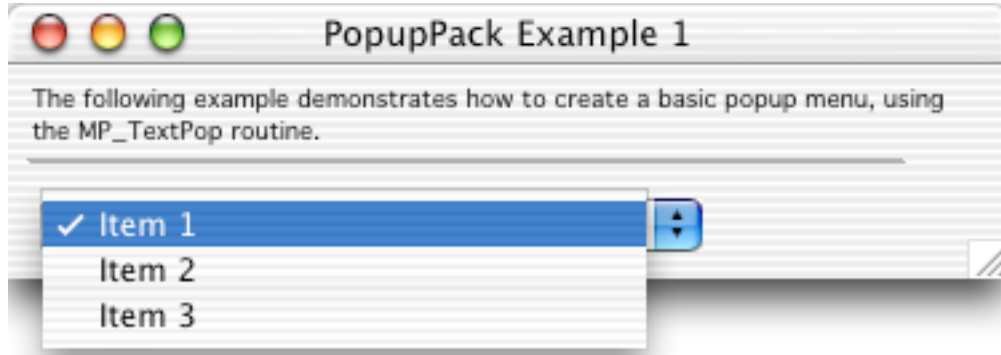 PopupPack Example 1
The following example demonstrates how to create a basic popup menu, using
the MP_TextPop routine.
✓ Item 1
Item 2
Item 3